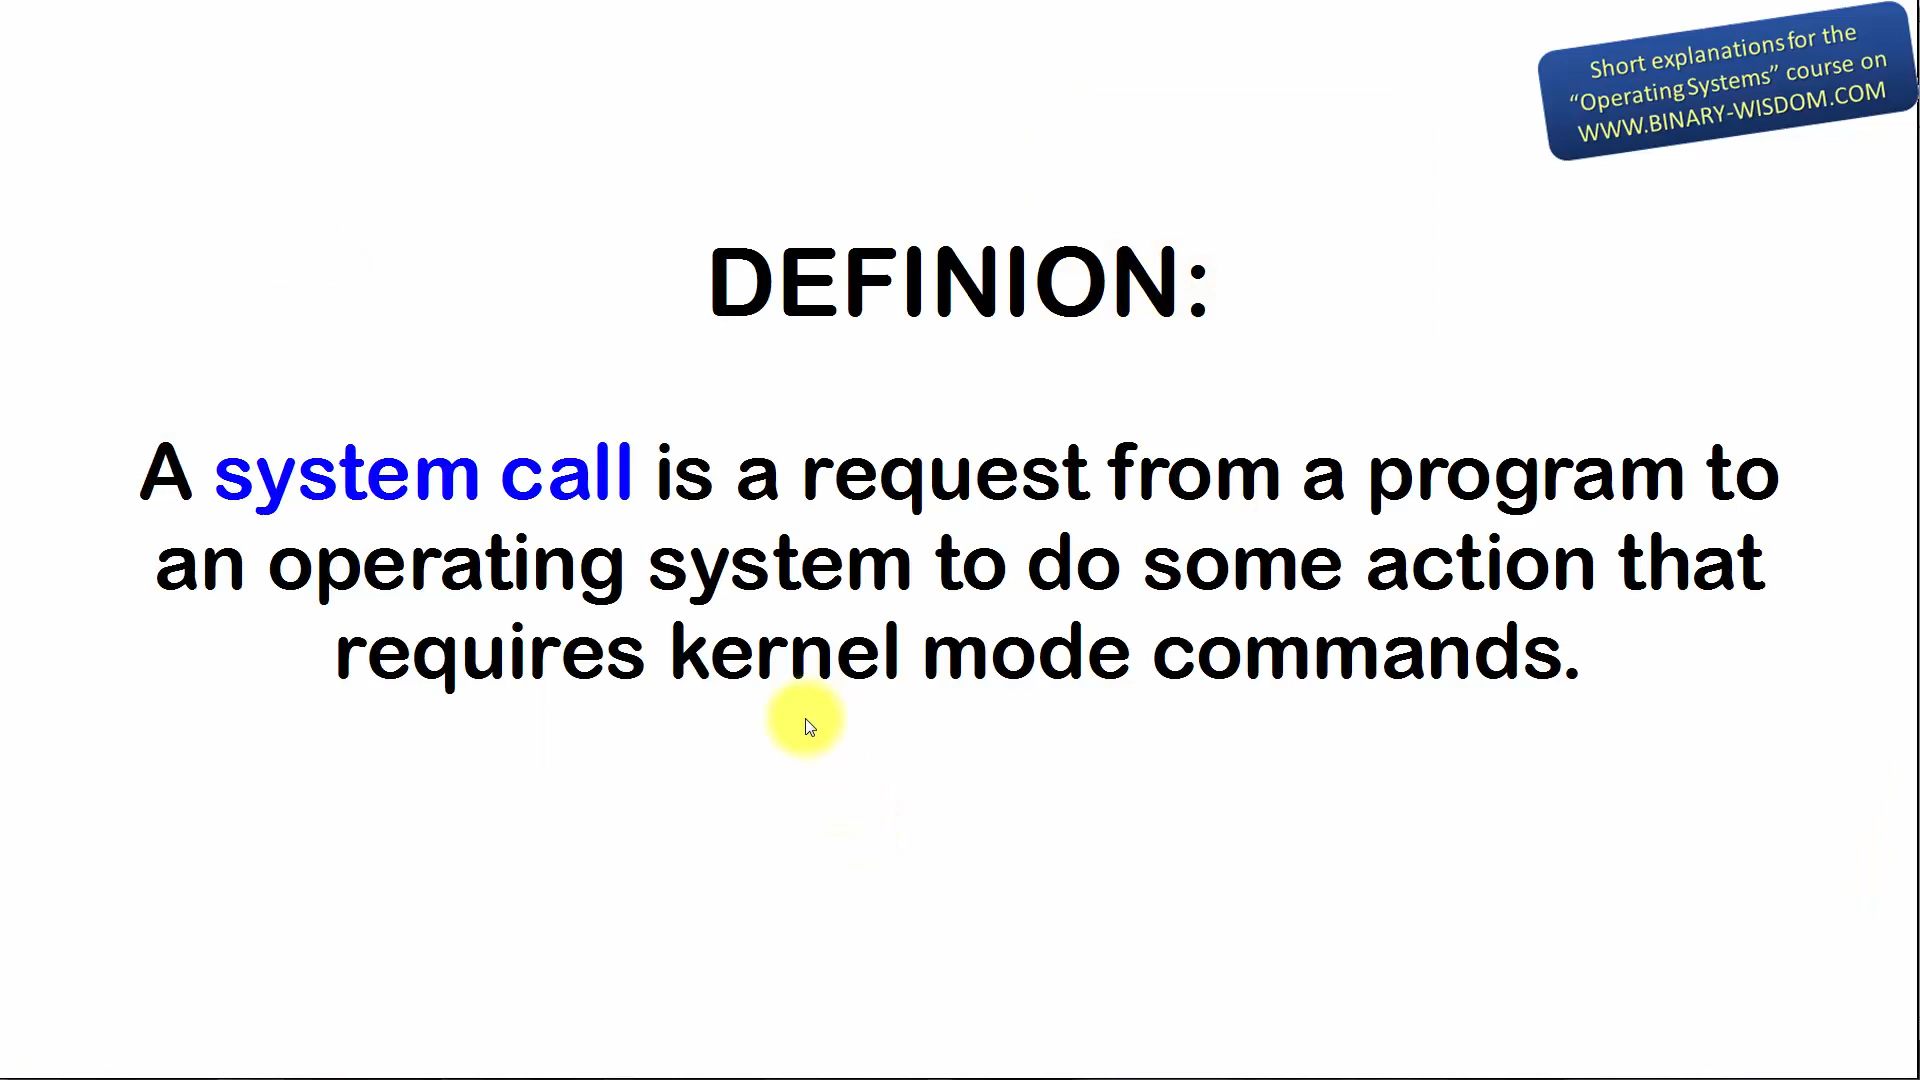 Short explanations for the
“Operating Systems” course on
WWW.BINARY-WISDOM.COM
DEFINION:
A system call is a request from a program to
an operating system to do some action that
requires kernel mode commands.